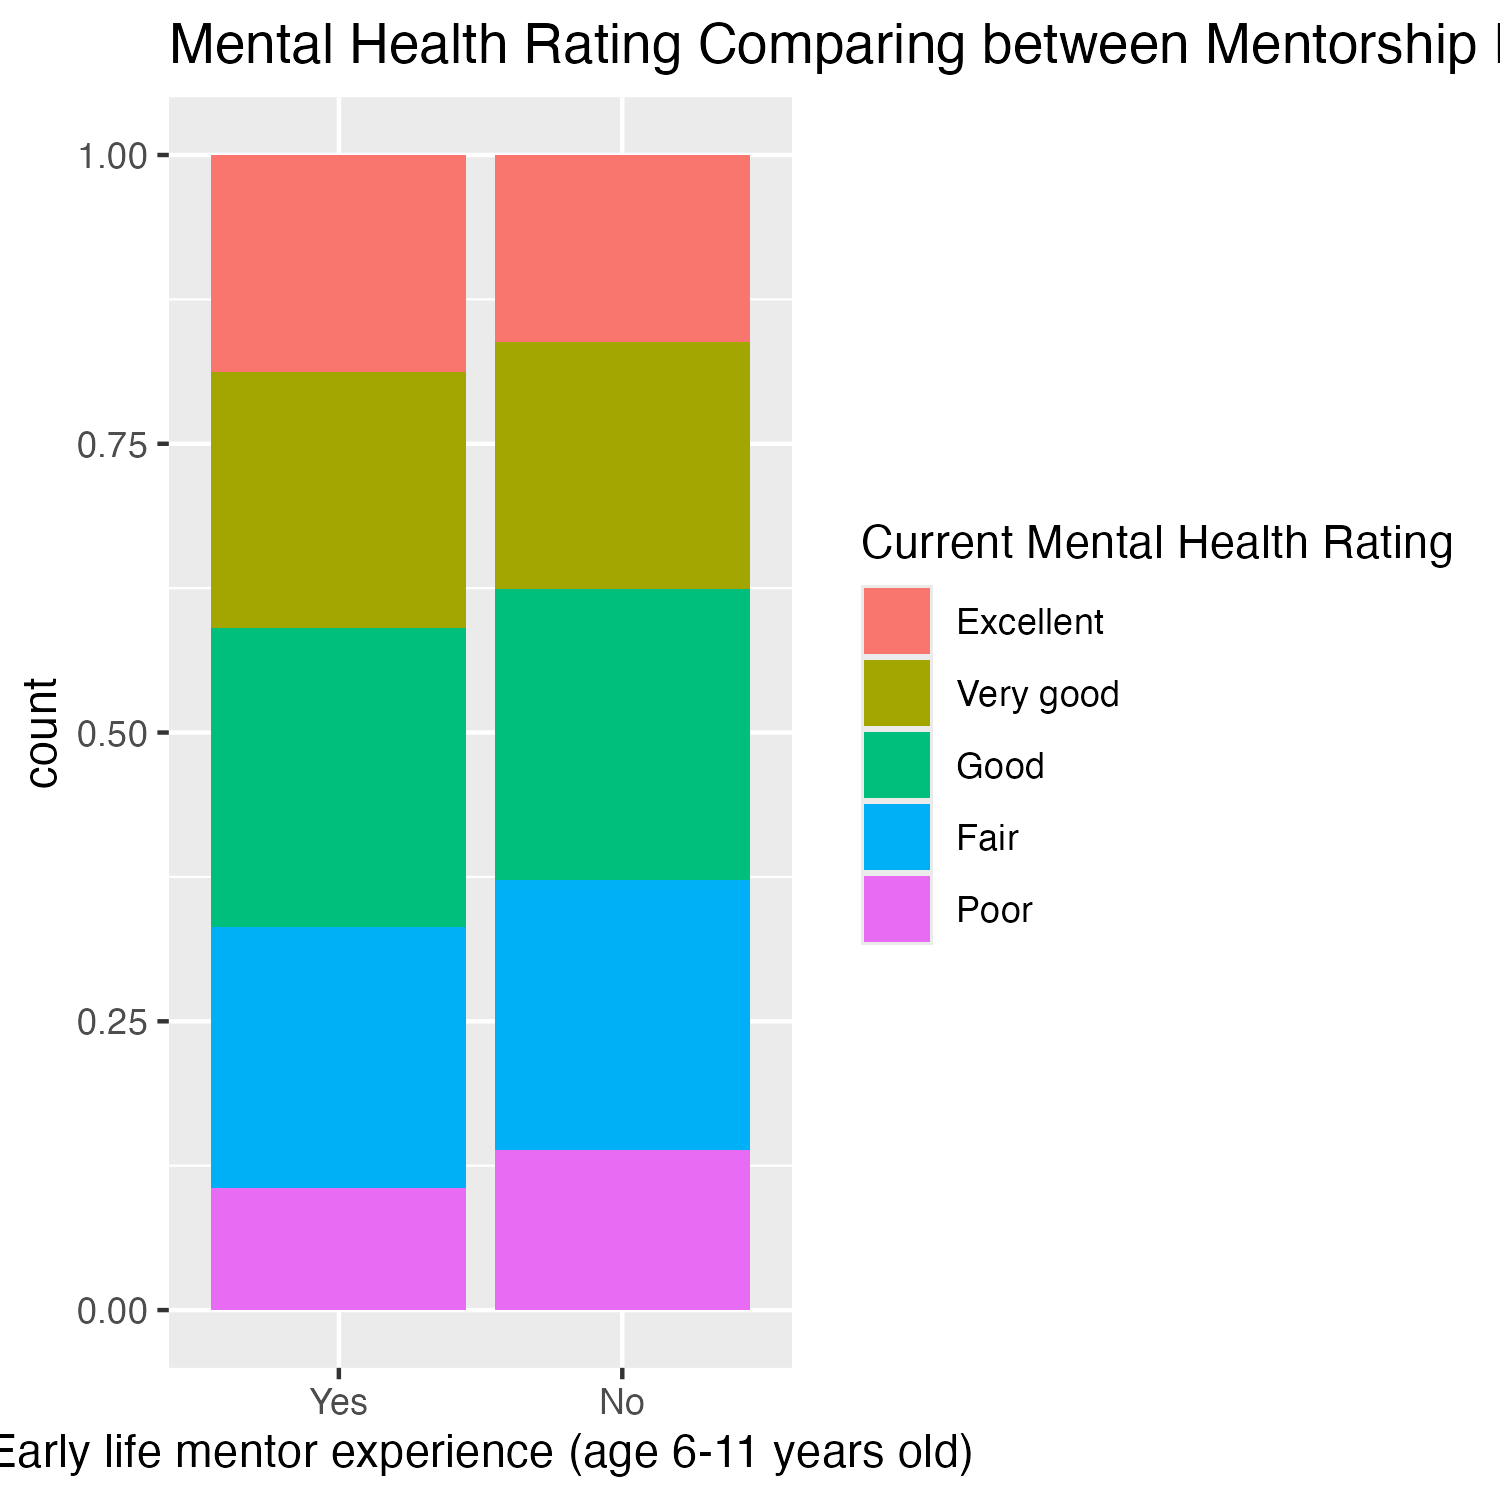 Mental Health Rating Comparing between Mentorship
1.00
0.75
0.50
0.25
0.00
count
Yes
No
Early life mentor experience (age 6-11 years old)
Current Mental Health Rating
Excellent
Very good
Good
Fair
Poor